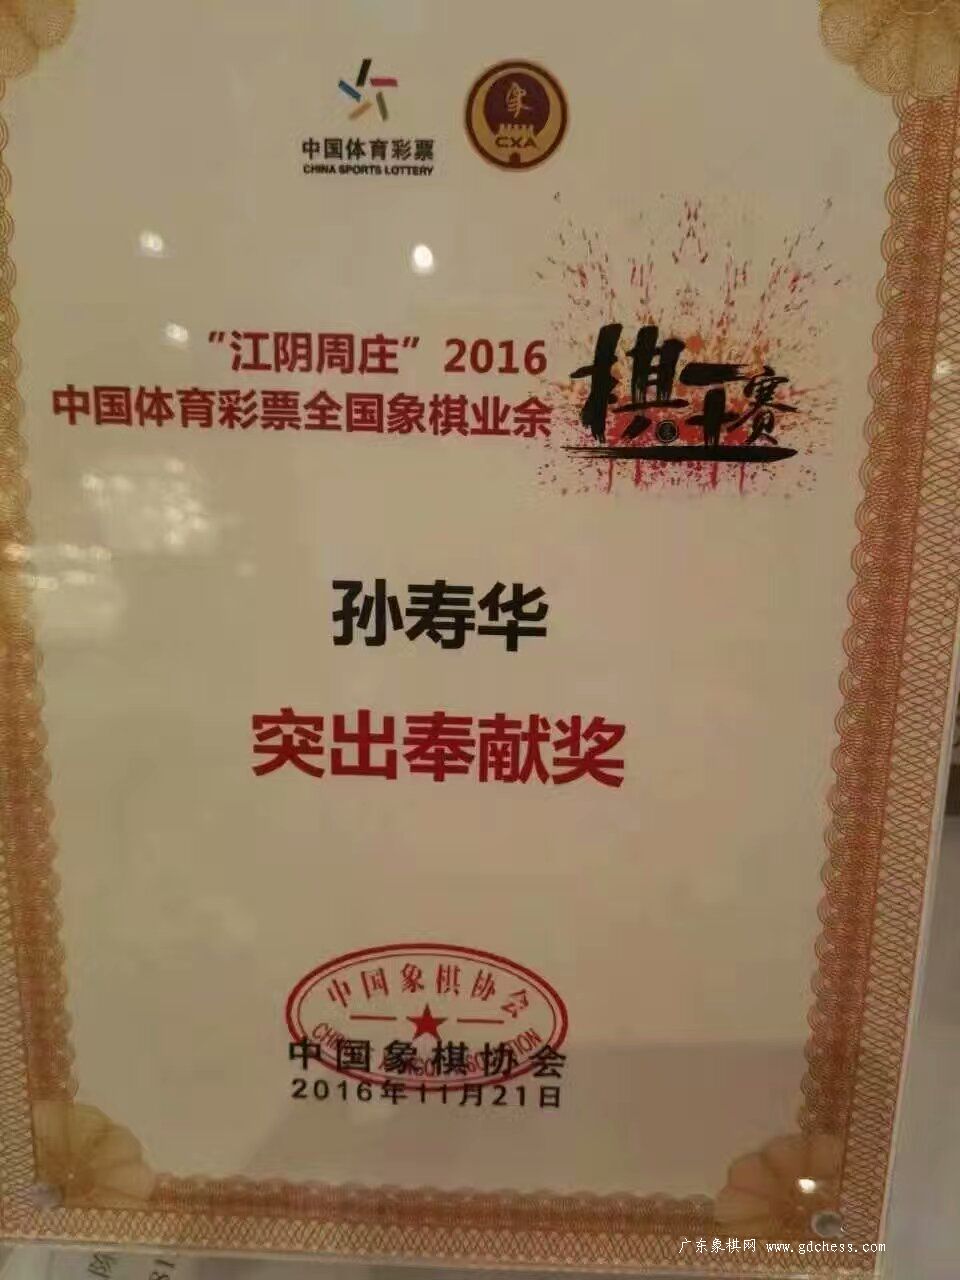 中国体育彩票
CHINA SPORTS LOTTERY
象
CXA
“江阴周庄”2016
中国体育彩票全国象棋业余
棋王赛
孙寿华
突出奉献奖
中国象棋协会
中国象棋协会
2016年11月21日
广东象棋网 www.gdchess.com